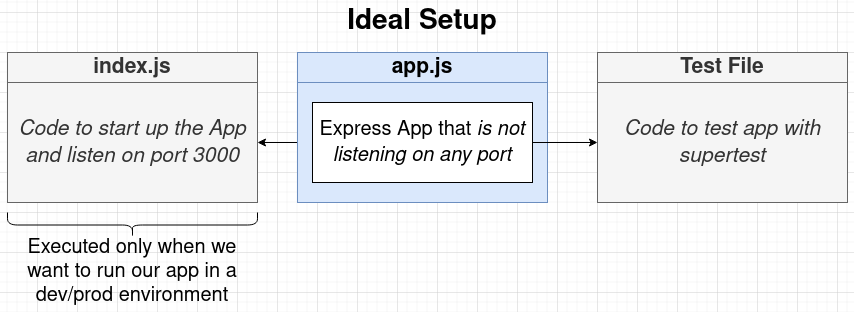 Ideal Setup
index.js
Code to start up the App
and listen on port 3000
Executed only when we
want to run our app in a
dev/prod environment
app.js
Express App that is not
listening on any port
Test File
Code to test app with
supertest